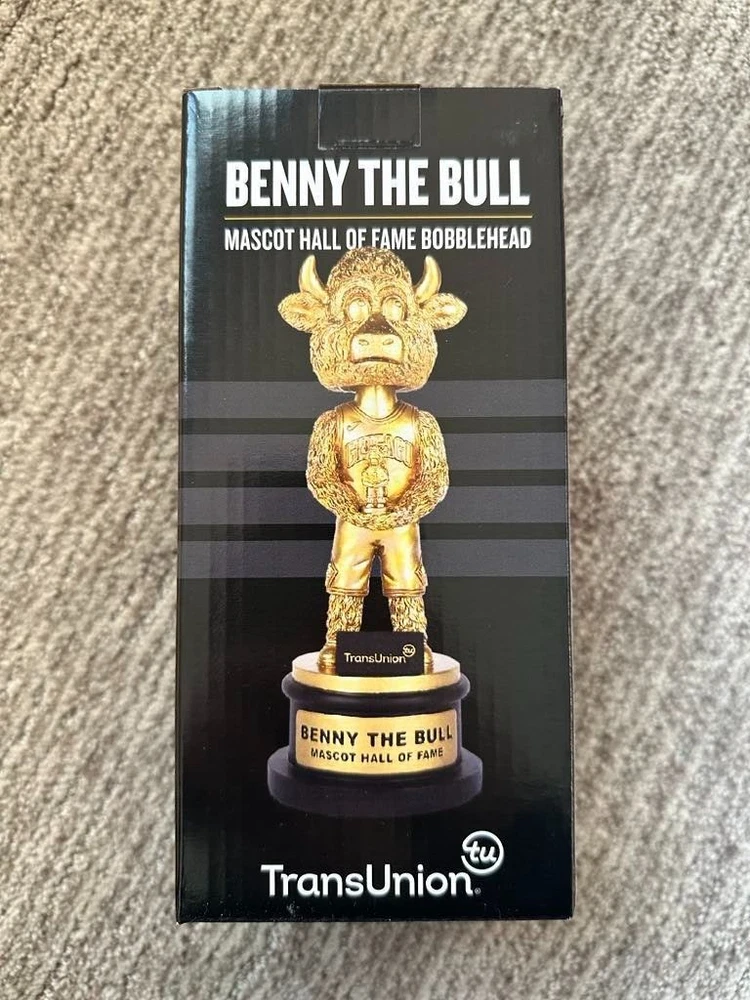 BENNY THE BULL
MASCOT HALL OF FAME BOBBLEHEAD
CHICAGO
TransUnion tu
BENNY THE BULL
MASCOT HALL OF FAME
TransUnion® tu